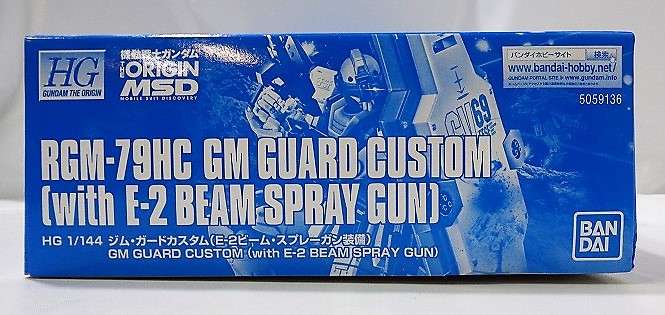 HG
GUNDAM THE ORIGIN
機動戦士ガンダム
THE ORIGIN
MSD
MOBILE SUIT DISCOVERY
GU
69
バンダイホビーサイト 検索
www.bandai-hobby.net/
GUNDAM PORTAL SITE ▶www.gundam.info
5059136
RGM-79HC GM GUARD CUSTOM
(with E-2 BEAM SPRAY GUN)
HG 1/144 ジム・ガードカスタム(E-2ビーム・スプレーガン装備)
GM GUARD CUSTOM (with E-2 BEAM SPRAY GUN)
BAN
DAI